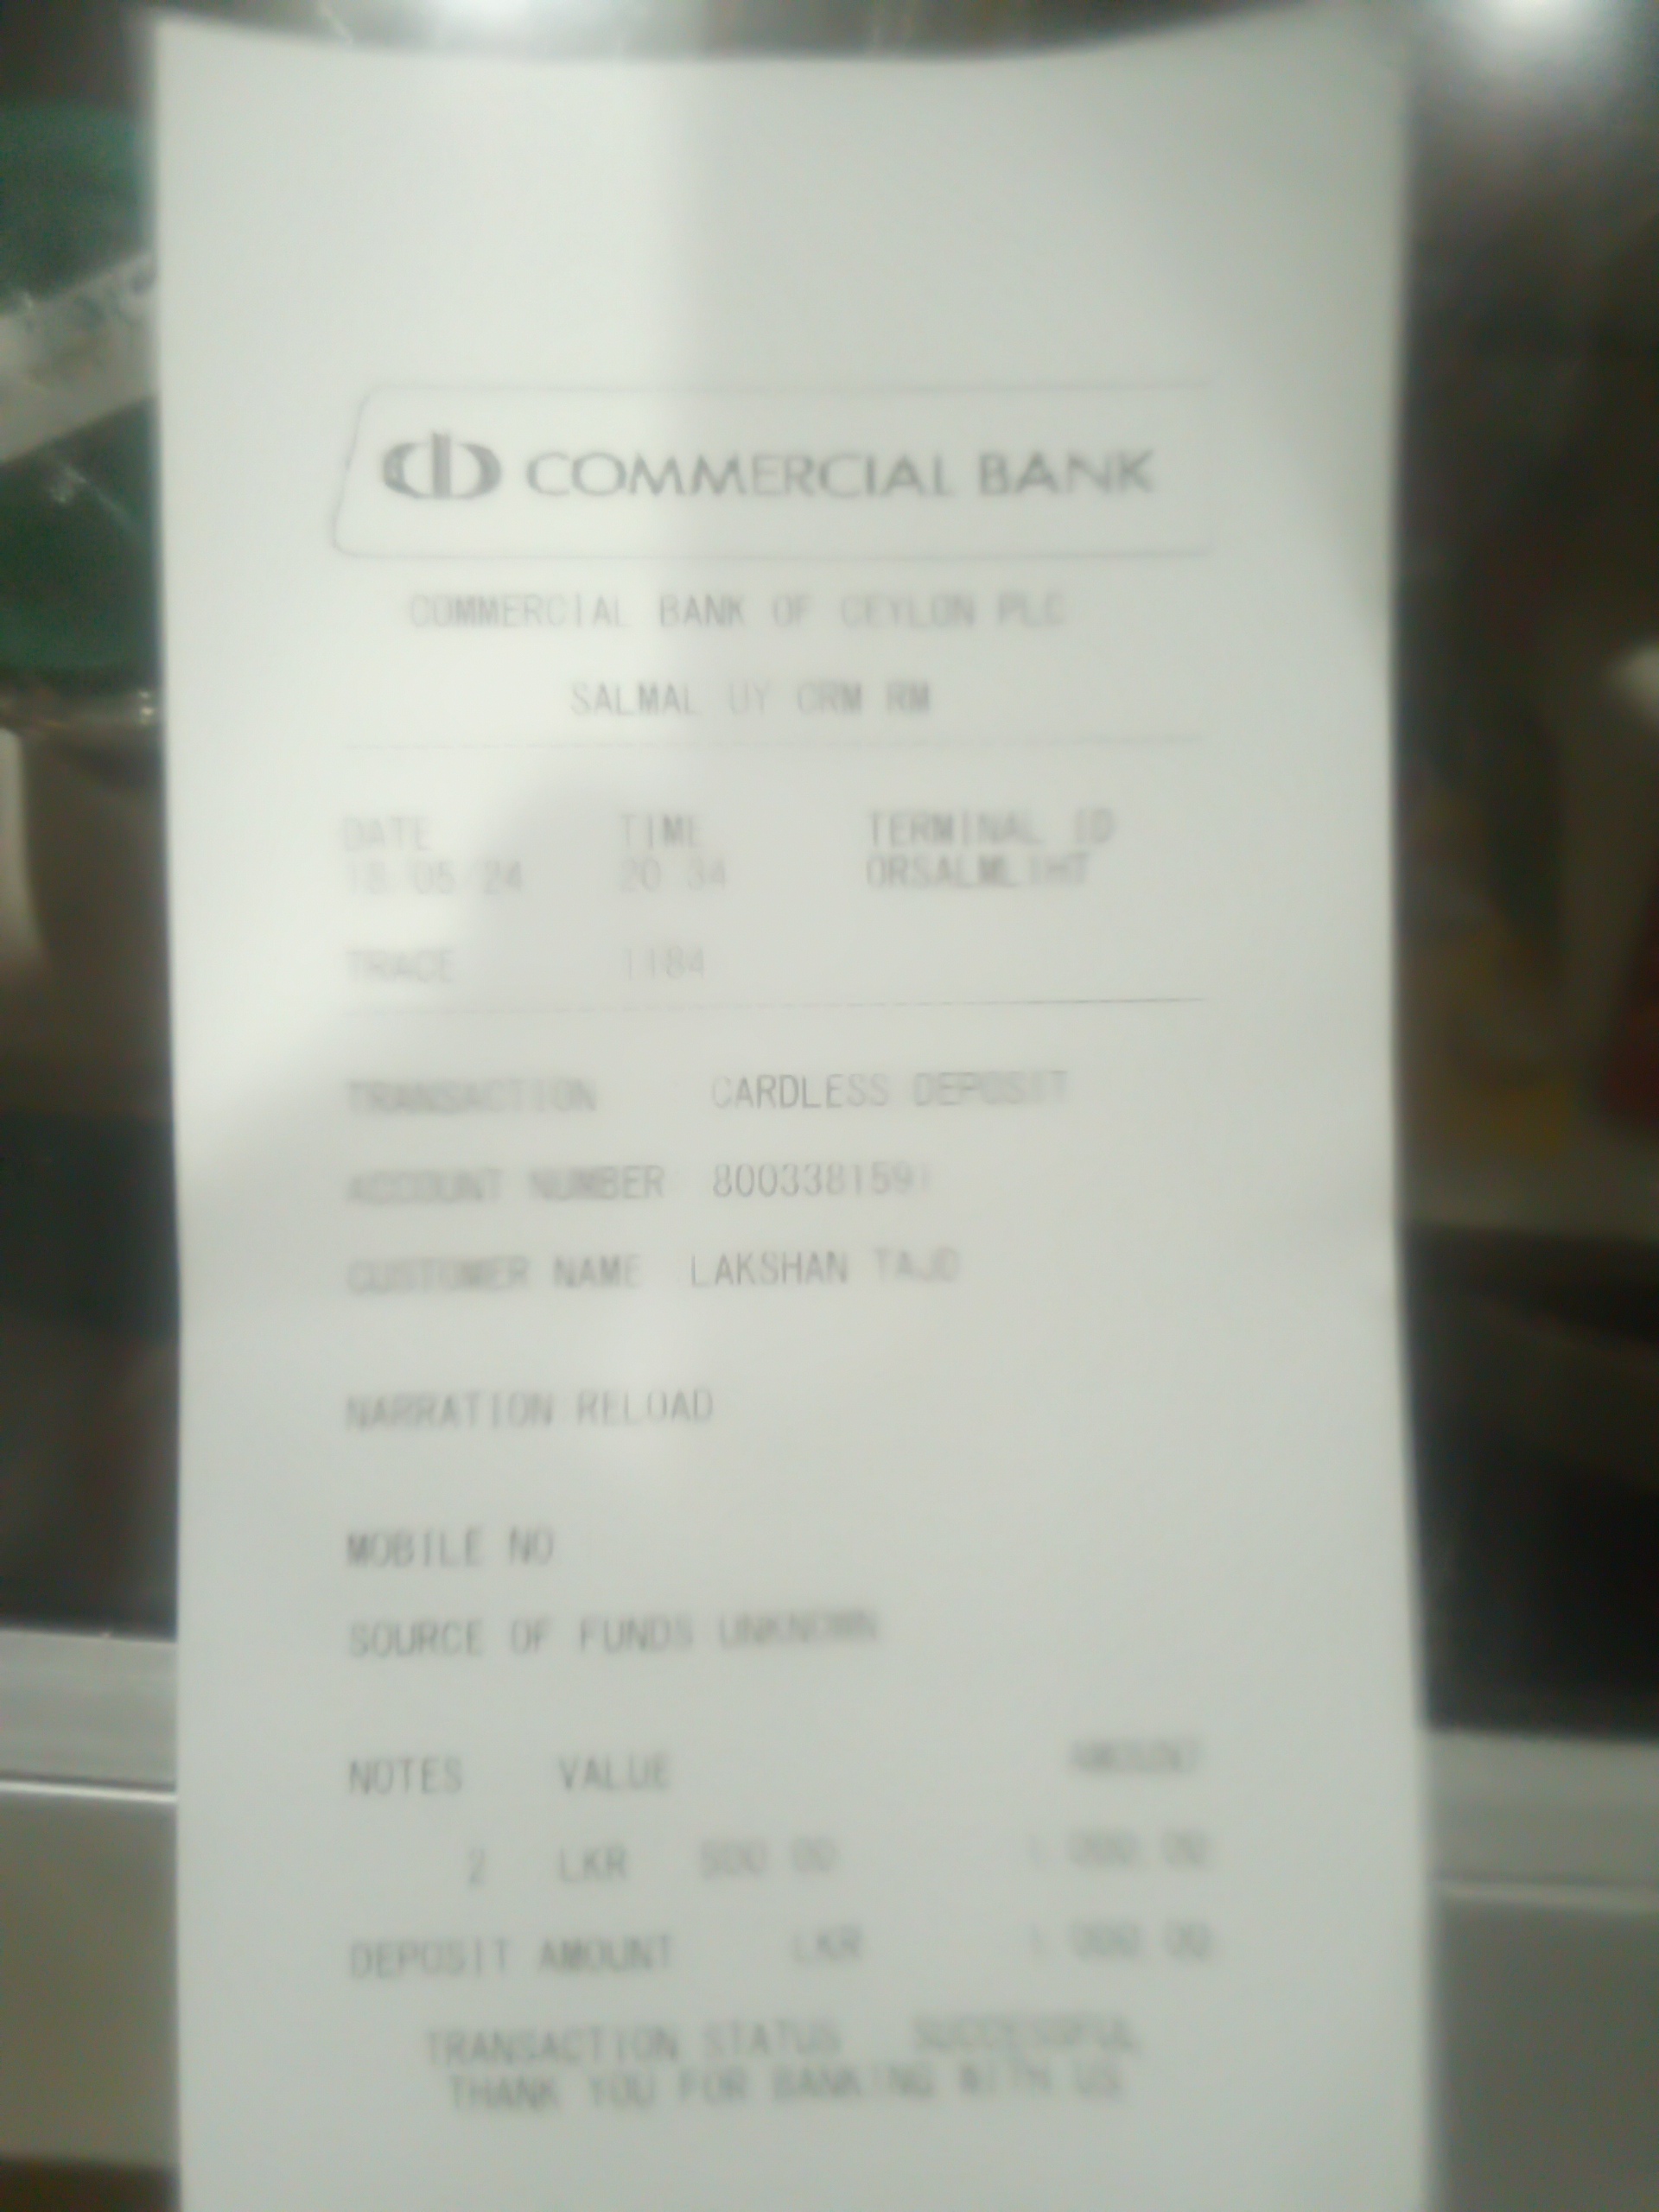 COMMERCIAL BANK
COMMERCIAL BANK OF CEYLON PLC
SALMAL UY CRM RM
DATE TIME TERMINAL ID
18/05/24 20:34
TRACE 1184
TRANSACTION CARDLESS DEPOSIT
ACCOUNT NUMBER 8003381591
CUSTOMER NAME LAKSHAN TAJD
NARRATION:RELOAD
MOBILE NO
SOURCE OF FUNDS UNKNOWN
NOTES VALUE AMOUNT
2 LKR 500.00 1,000.00
DEPOSIT AMOUNT LKR 1,000.00
TRANSACTION STATUS SUCCESSFUL
THANK YOU FOR BANKING WITH US